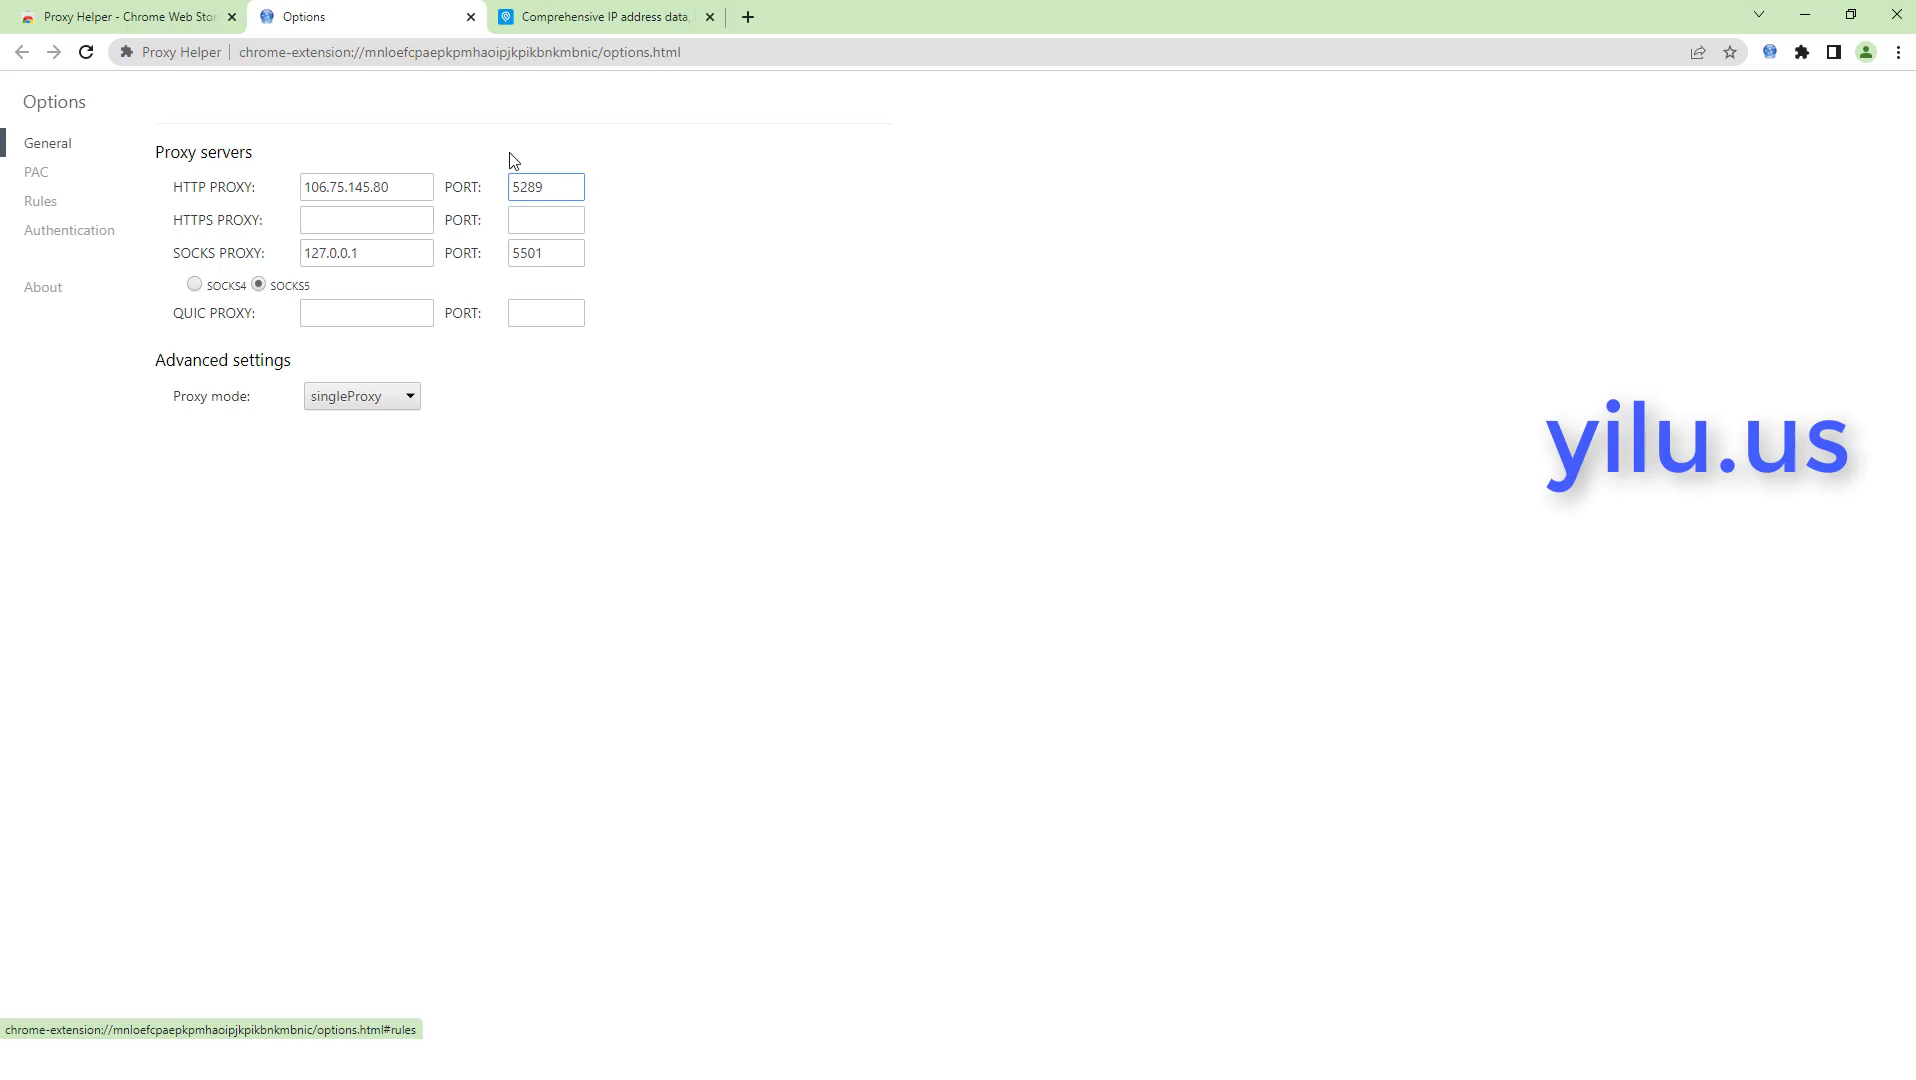 Proxy Helper - Chrome Web Sto
Options
Comprehensive IP address data,
Proxy Helper
chrome-extension://mnloefcpaepkpmhaoipjkpikbnkmbnic/options.html
Options
General
PAC
Rules
Authentication
About
Proxy servers
HTTP PROXY: 106.75.145.80 PORT: 5289
HTTPS PROXY: PORT:
SOCKS PROXY: 127.0.0.1 PORT: 5501
SOCKS4 SOCKS5
QUIC PROXY: PORT:
Advanced settings
Proxy mode: singleProxy
yilu.us
chrome-extension://mnloefcpaepkpmhaoipjkpikbnkmbnic/options.html#rules